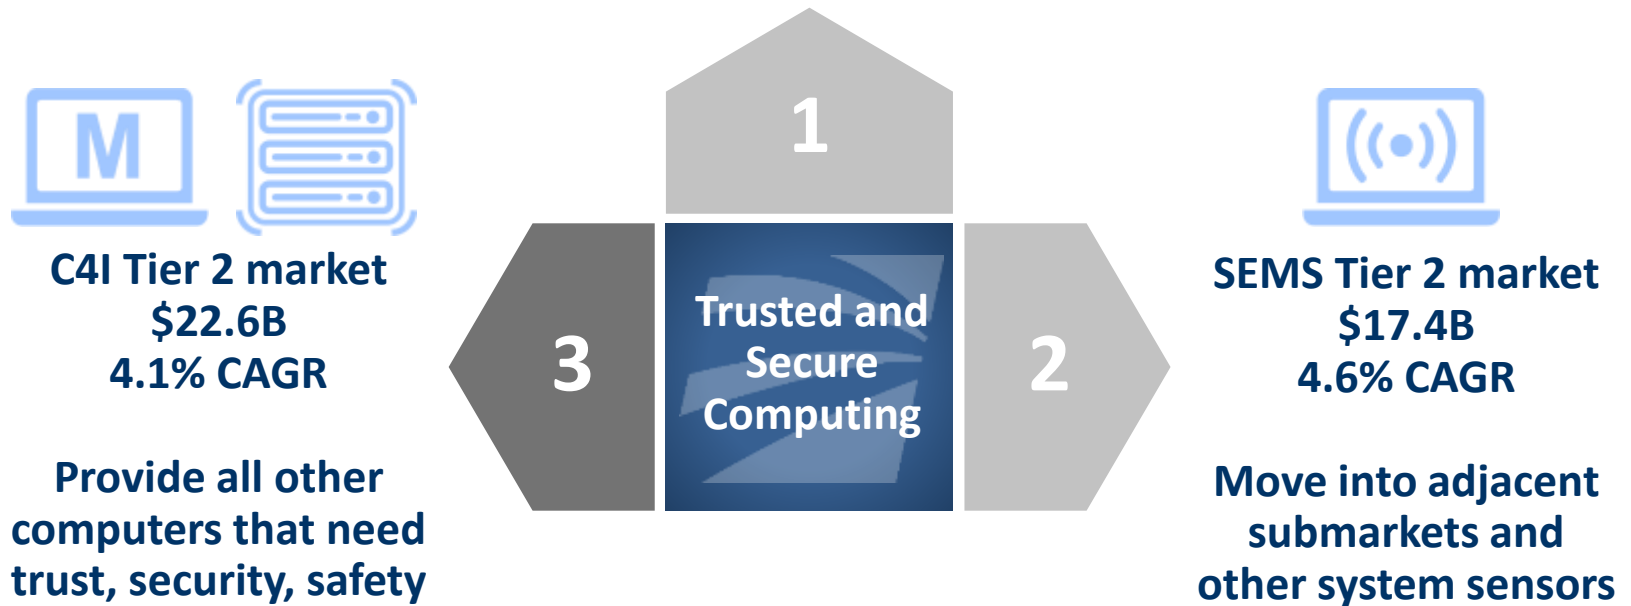 1
M
C4I Tier 2 market
$22.6B
4.1% CAGR
Provide all other
computers that need
trust, security, safety
3
Trusted and
Secure
Computing
2
SEMS Tier 2 market
$17.4B
4.6% CAGR
Move into adjacent
submarkets and
other system sensors